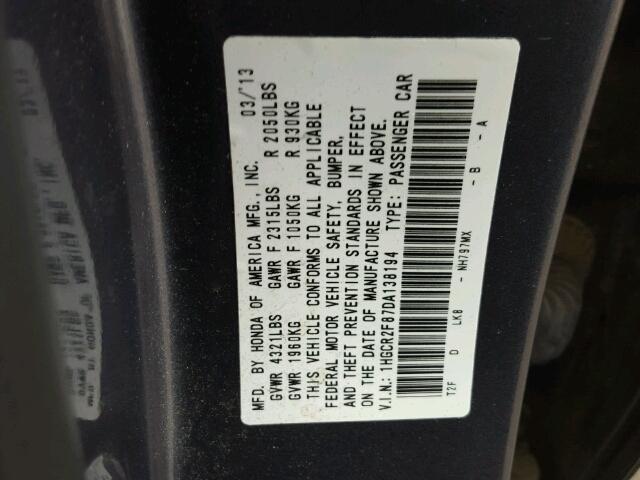 MFD. BY HONDA OF AMERICA MFG., INC. 03/'13
GVWR 4321LBS GAWR F 2315LBS R 2050LBS
GVWR 1960KG GAWR F 1050KG R 930KG
THIS VEHICLE CONFORMS TO ALL APPLICABLE
FEDERAL MOTOR VEHICLE SAFETY, BUMPER,
AND THEFT PREVENTION STANDARDS IN EFFECT
ON THE DATE OF MANUFACTURE SHOWN ABOVE.
V.I.N.: 1HGCR2F87DA138194 TYPE: PASSENGER CAR
T2F D LKB - NH797MX - B - A